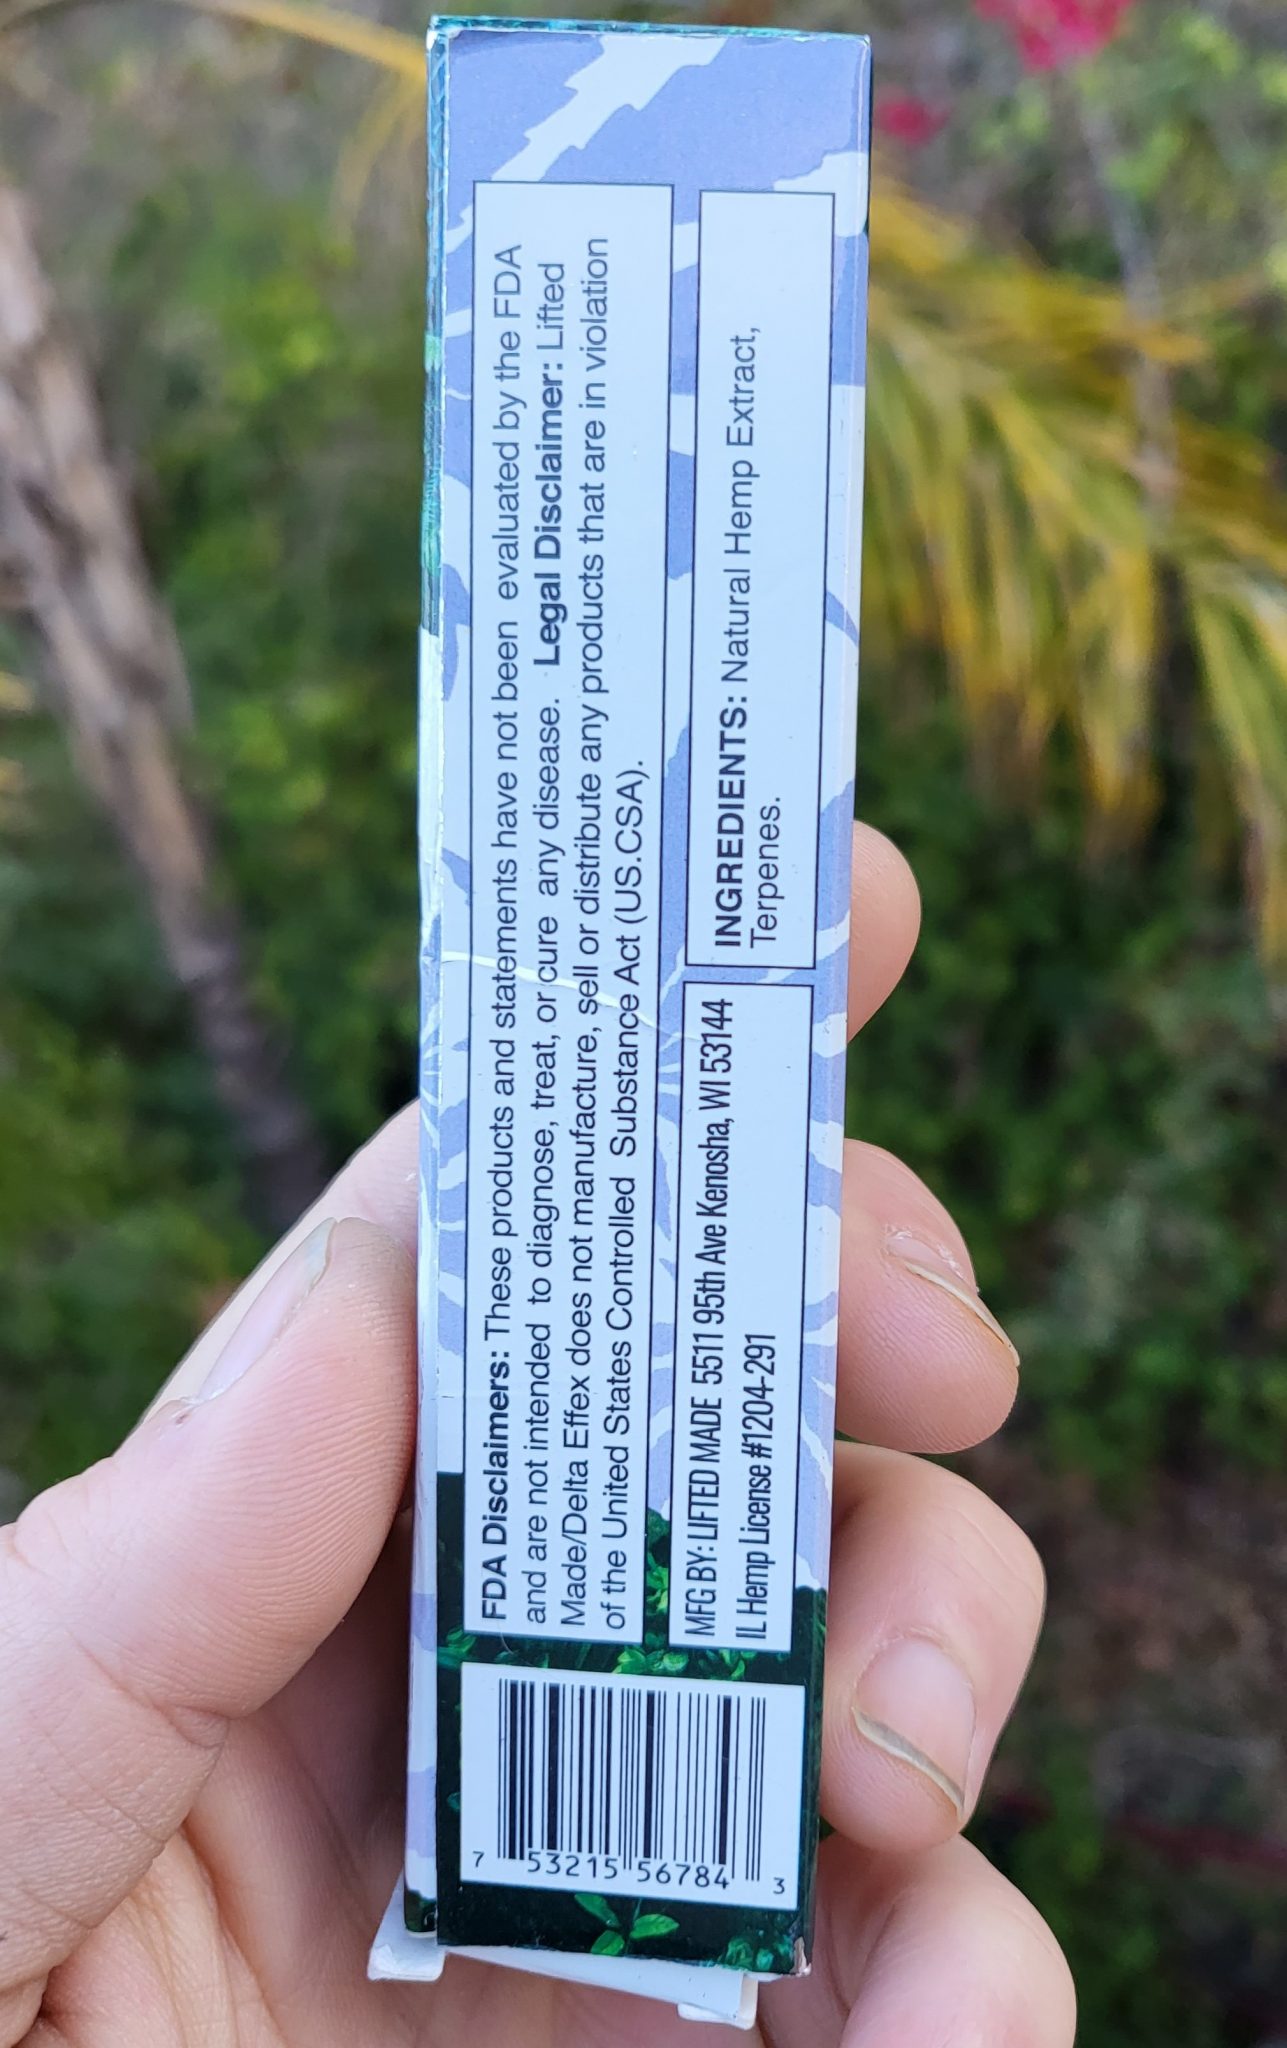 FDA Disclaimers: These products and statements have not been evaluated by the FDA
and are not intended to diagnose, treat, or cure any disease. Legal Disclaimer: Lifted
Made/Delta Effex does not manufacture, sell or distribute any products that are in violation
of the United States Controlled Substance Act (US.CSA).
MFG BY: LIFTED MADE 5511 95th Ave Kenosha, WI 53144
IL Hemp License #1204-291
INGREDIENTS: Natural Hemp Extract,
Terpenes.
7 53215 56784 3